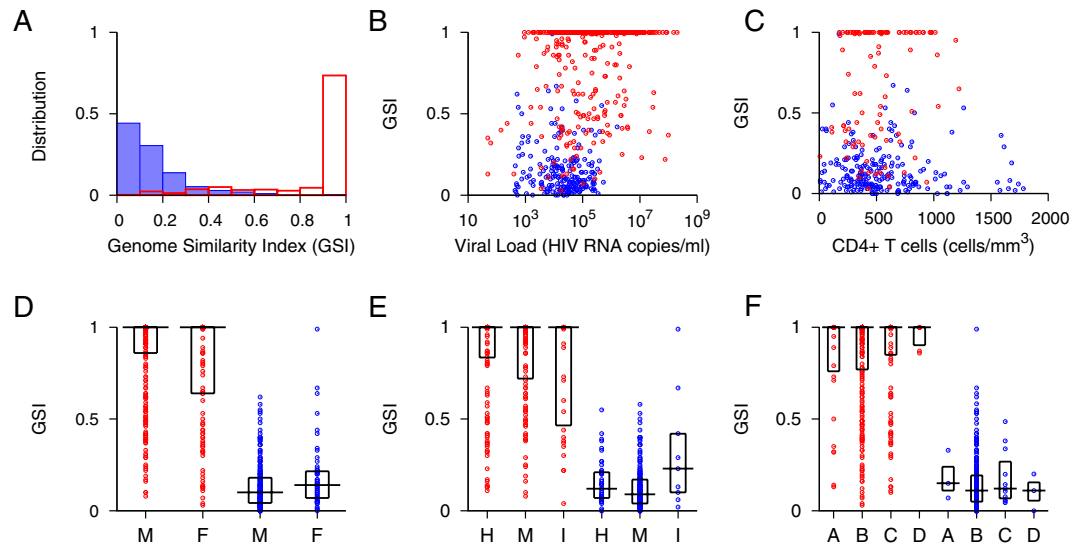 A
1
0.5
0
Distribution
0 0.2 0.4 0.6 0.8 1
Genome Similarity Index (GSI)
B
1
0.5
0
GSI
10 10^3 10^5 10^7 10^9
Viral Load (HIV RNA copies/ml)
C
1
0.5
0
GSI
0 500 1000 1500 2000
CD4+ T cells (cells/mm^3)
D
1
0.5
0
GSI
M F M F
E
1
0.5
0
GSI
H M I H M I
F
1
0.5
0
GSI
A B C D A B C D